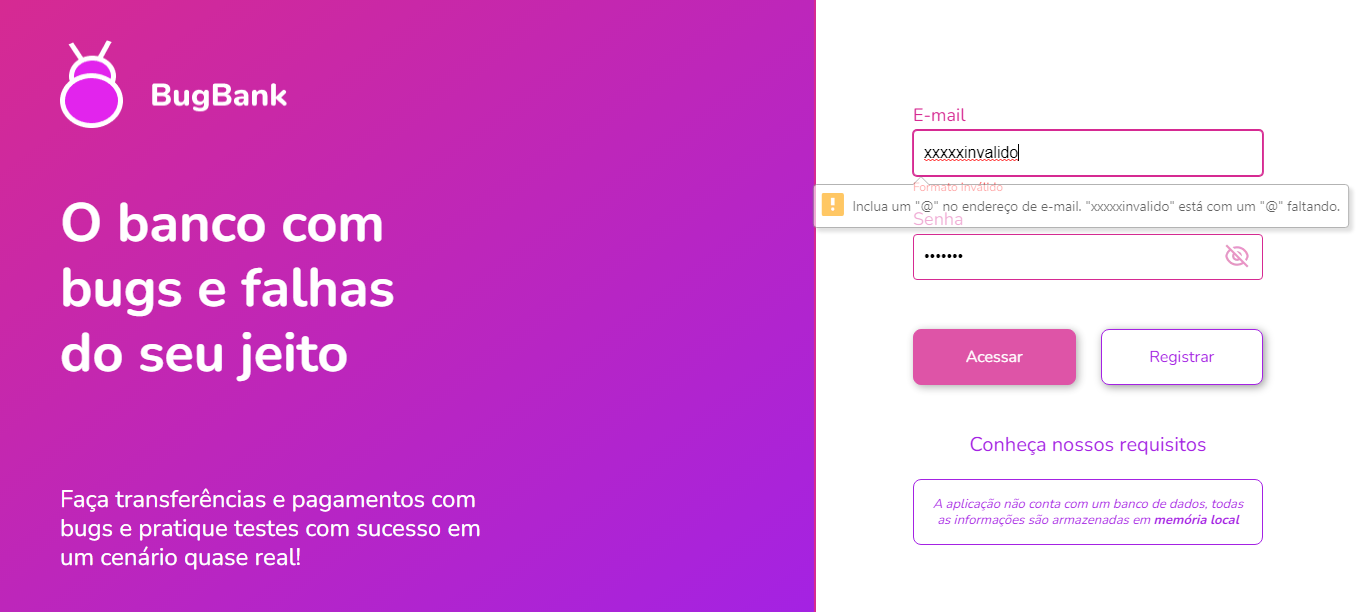 BugBank
O banco com
bugs e falhas
do seu jeito
Faça transferências e pagamentos com
bugs e pratique testes com sucesso em
um cenário quase real!
E-mail
xxxxxinvalido
Formato Inválido
Inclua um "@" no endereço de e-mail. "xxxxxinvalido" está com um "@" faltando.
Senha
•••••••
Acessar
Registrar
Conheça nossos requisitos
A aplicação não conta com um banco de dados, todas
as informações são armazenadas em memória local